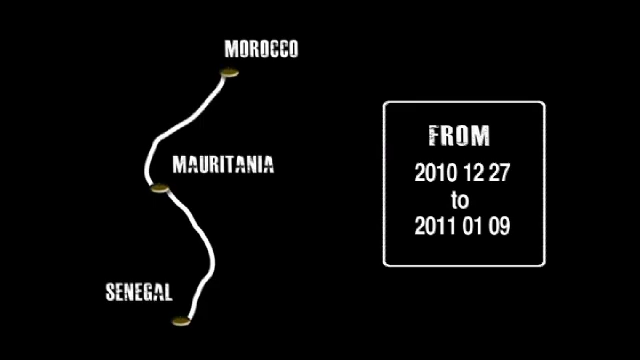 MOROCCO
MAURITANIA
SENEGAL
FROM
2010 12 27
to
2011 01 09